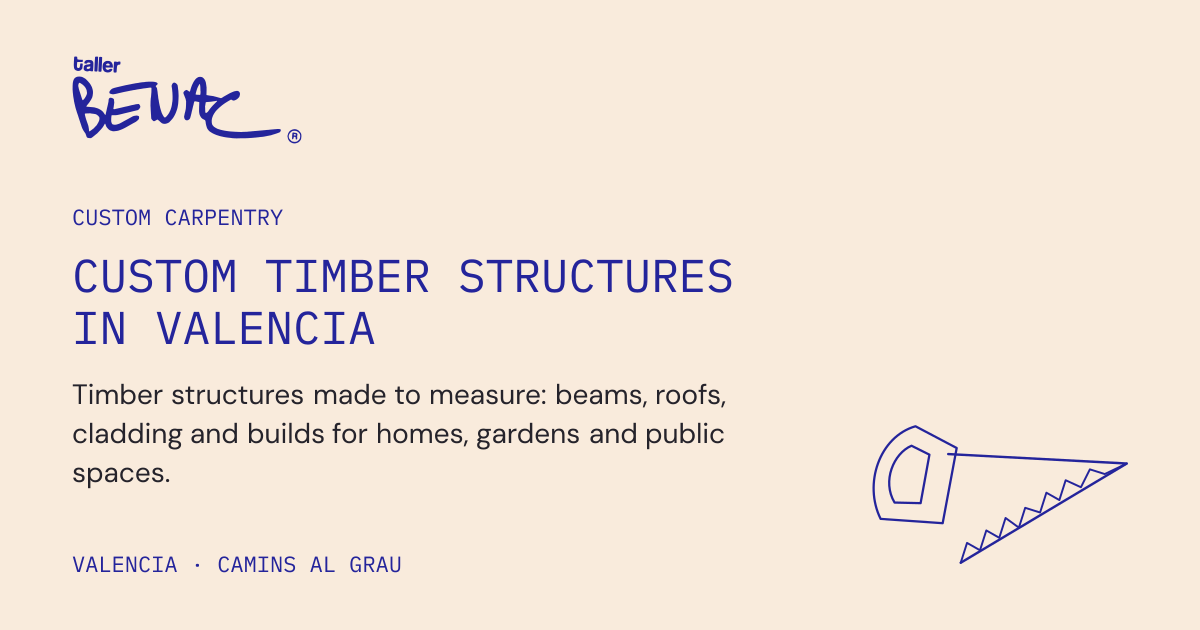 taller
BENAC ®
CUSTOM CARPENTRY
CUSTOM TIMBER STRUCTURES
IN VALENCIA
Timber structures made to measure: beams, roofs,
cladding and builds for homes, gardens and public
spaces.
VALENCIA · CAMINS AL GRAU